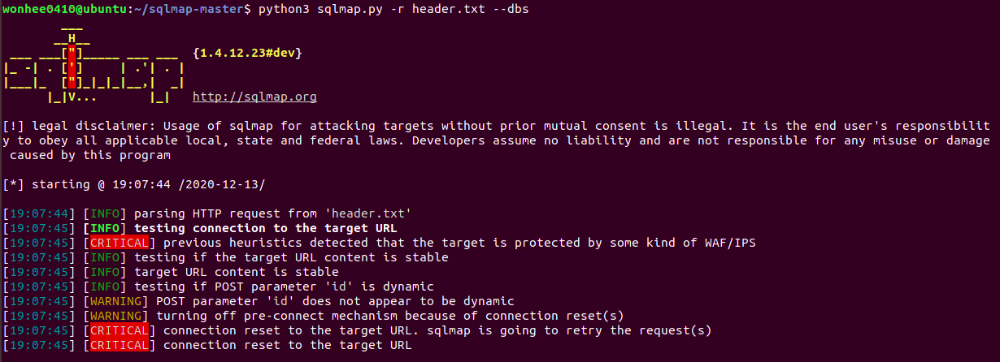 wonhee0410@ubuntu:~/sqlmap-master$ python3 sqlmap.py -r header.txt --dbs
        ___
       __H__
 ___ ___["]_____ ___ ___  {1.4.12.23#dev}
|_ -| . [']     | .'| . |
|___|_  ["]_|_|_|__,|  _|
      |_|V...       |_|   http://sqlmap.org
[!] legal disclaimer: Usage of sqlmap for attacking targets without prior mutual consent is illegal. It is the end user's responsibilit
y to obey all applicable local, state and federal laws. Developers assume no liability and are not responsible for any misuse or damage
 caused by this program
[*] starting @ 19:07:44 /2020-12-13/
[19:07:44] [INFO] parsing HTTP request from 'header.txt'
[19:07:45] [INFO] testing connection to the target URL
[19:07:45] [CRITICAL] previous heuristics detected that the target is protected by some kind of WAF/IPS
[19:07:45] [INFO] testing if the target URL content is stable
[19:07:45] [INFO] target URL content is stable
[19:07:45] [INFO] testing if POST parameter 'id' is dynamic
[19:07:45] [WARNING] POST parameter 'id' does not appear to be dynamic
[19:07:45] [WARNING] turning off pre-connect mechanism because of connection reset(s)
[19:07:45] [CRITICAL] connection reset to the target URL. sqlmap is going to retry the request(s)
[19:07:45] [CRITICAL] connection reset to the target URL